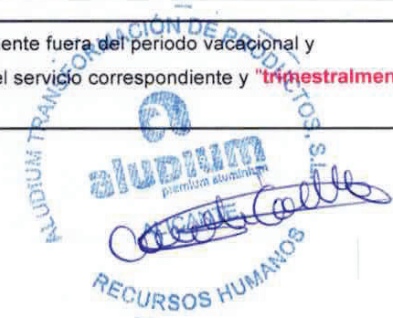 ente fuera del periodo vacacional y
el servicio correspondiente y "trimestralmen
ALUDIUM TRANSFORMACIÓN DE PRODUCTOS, S.L.
aludium
premium aluminium
ALICANTE
RECURSOS HUMANOS